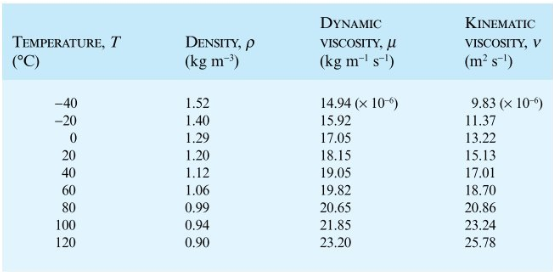 DYNAMIC KINEMATIC
TEMPERATURE, T DENSITY, ρ VISCOSITY, μ VISCOSITY, ν
(°C) (kg m⁻³) (kg m⁻¹ s⁻¹) (m² s⁻¹)
−40 1.52 14.94 (× 10⁻⁶) 9.83 (× 10⁻⁶)
−20 1.40 15.92 11.37
0 1.29 17.05 13.22
20 1.20 18.15 15.13
40 1.12 19.05 17.01
60 1.06 19.82 18.70
80 0.99 20.65 20.86
100 0.94 21.85 23.24
120 0.90 23.20 25.78